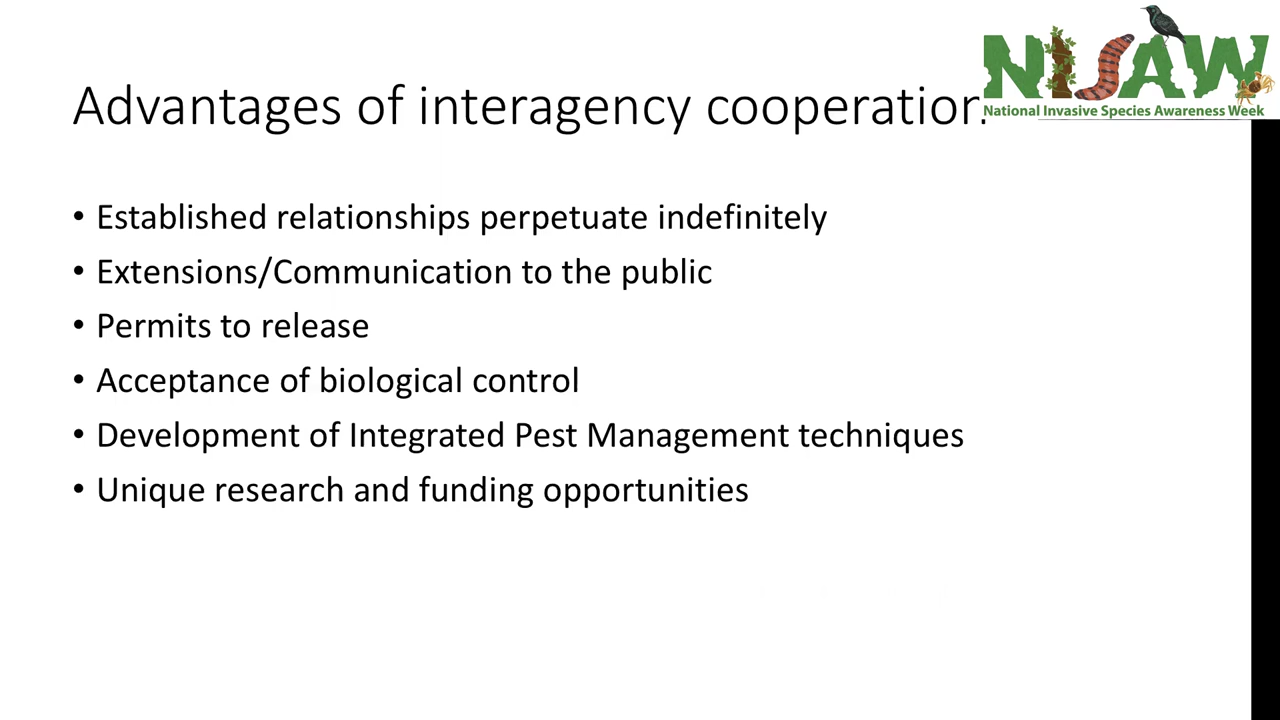 NISAW
National Invasive Species Awareness Week
Advantages of interagency cooperation
• Established relationships perpetuate indefinitely
• Extensions/Communication to the public
• Permits to release
• Acceptance of biological control
• Development of Integrated Pest Management techniques
• Unique research and funding opportunities